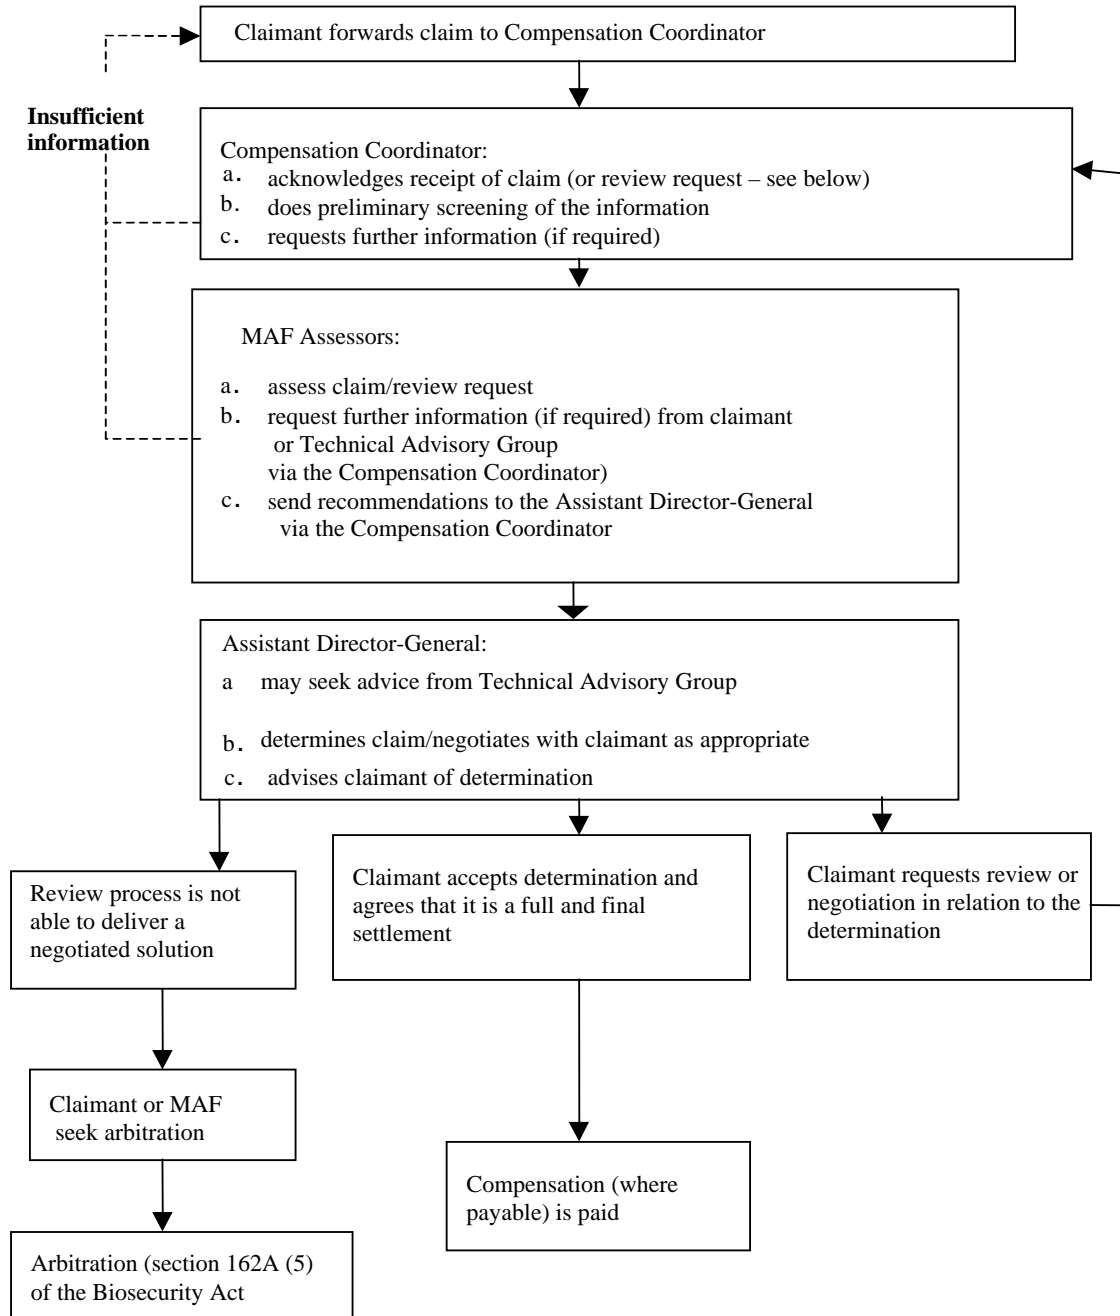 Claimant forwards claim to Compensation Coordinator
Insufficient
information
Compensation Coordinator:
a. acknowledges receipt of claim (or review request – see below)
b. does preliminary screening of the information
c. requests further information (if required)
MAF Assessors:
a. assess claim/review request
b. request further information (if required) from claimant
or Technical Advisory Group
via the Compensation Coordinator)
c. send recommendations to the Assistant Director-General
via the Compensation Coordinator
Assistant Director-General:
a may seek advice from Technical Advisory Group
b. determines claim/negotiates with claimant as appropriate
c. advises claimant of determination
Review process is not
able to deliver a
negotiated solution
Claimant accepts determination and
agrees that it is a full and final
settlement
Claimant requests review or
negotiation in relation to the
determination
Claimant or MAF
seek arbitration
Compensation (where
payable) is paid
Arbitration (section 162A (5)
of the Biosecurity Act